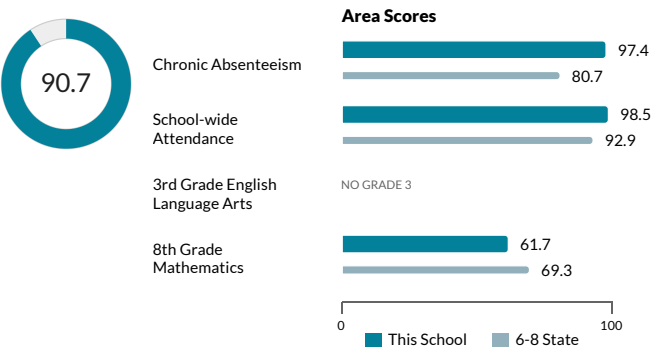 90.7
Area Scores
Chronic Absenteeism
97.4
80.7
School-wide
Attendance
98.5
92.9
3rd Grade English
Language Arts
NO GRADE 3
8th Grade
Mathematics
61.7
69.3
0
100
This School
6-8 State